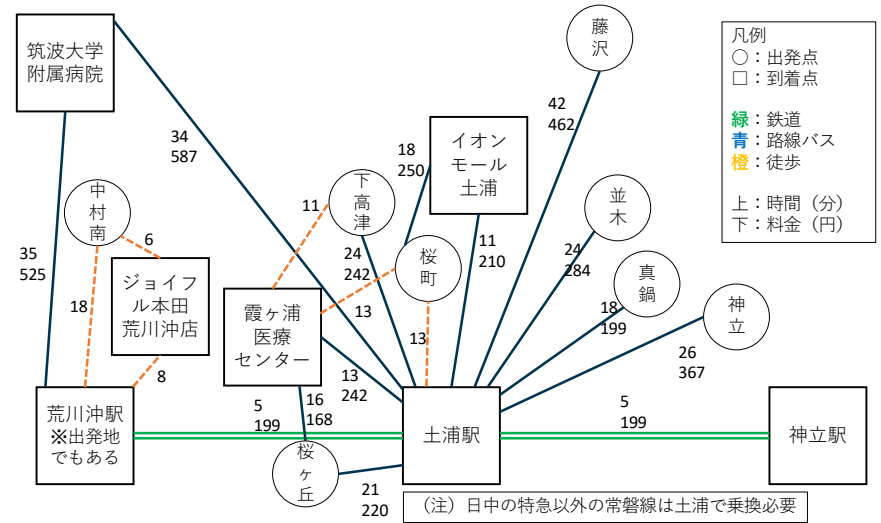 筑波大学
附属病院
藤
沢
凡例
○：出発点
□：到着点
緑：鉄道
青：路線バス
橙：徒歩
上：時間（分）
下：料金（円）
42
462
34
587
イオン
モール
土浦
18
250
下
高
津
中
村
南
11
並
木
6
35
525
24
242
11
210
桜
町
24
284
真
鍋
ジョイフ
ル本田
荒川沖店
18
霞ヶ浦
医療
センター
13
13
18
199
神
立
8
13
242
26
367
荒川沖駅
※出発地
でもある
5
199
16
168
土浦駅
5
199
神立駅
桜
ヶ
丘
21
220
（注）日中の特急以外の常磐線は土浦で乗換必要